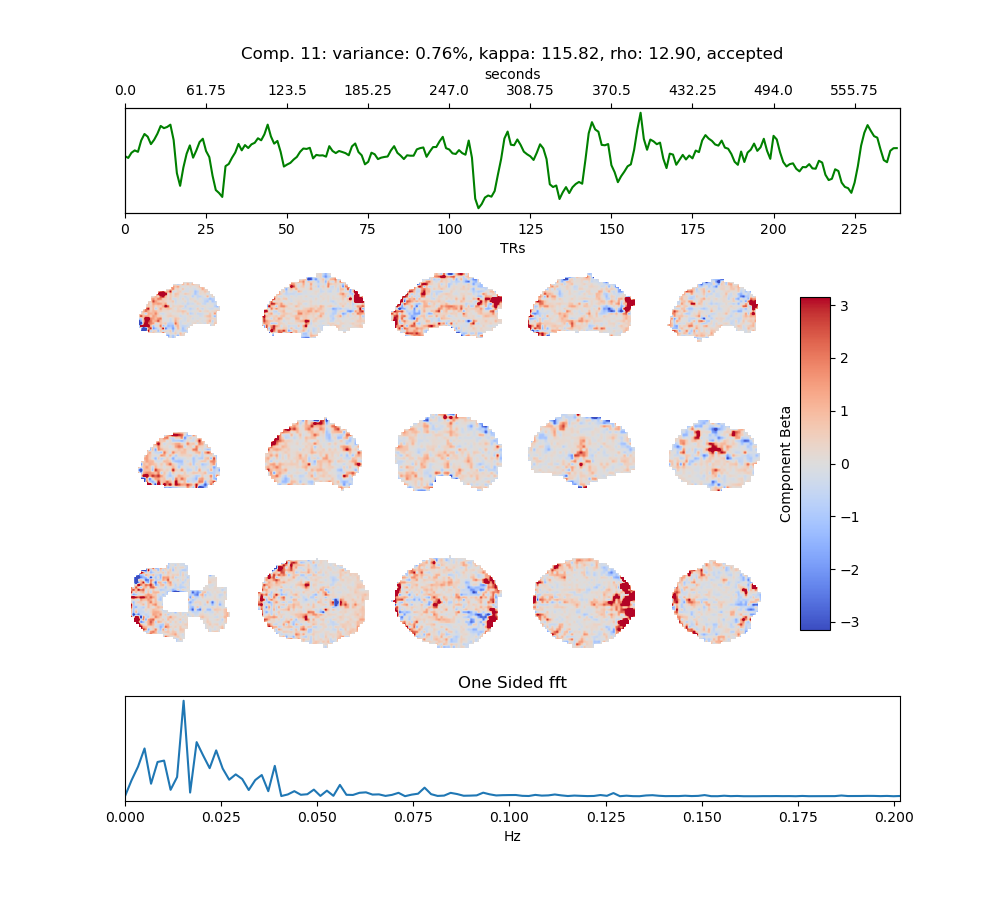 Comp. 11: variance: 0.76%, kappa: 115.82, rho: 12.90, accepted
seconds
0.0 61.75 123.5 185.25 247.0 308.75 370.5 432.25 494.0 555.75
0 25 50 75 100 125 150 175 200 225
TRs
3
2
1
0
−1
−2
−3
Component Beta
One Sided fft
0.000 0.025 0.050 0.075 0.100 0.125 0.150 0.175 0.200
Hz